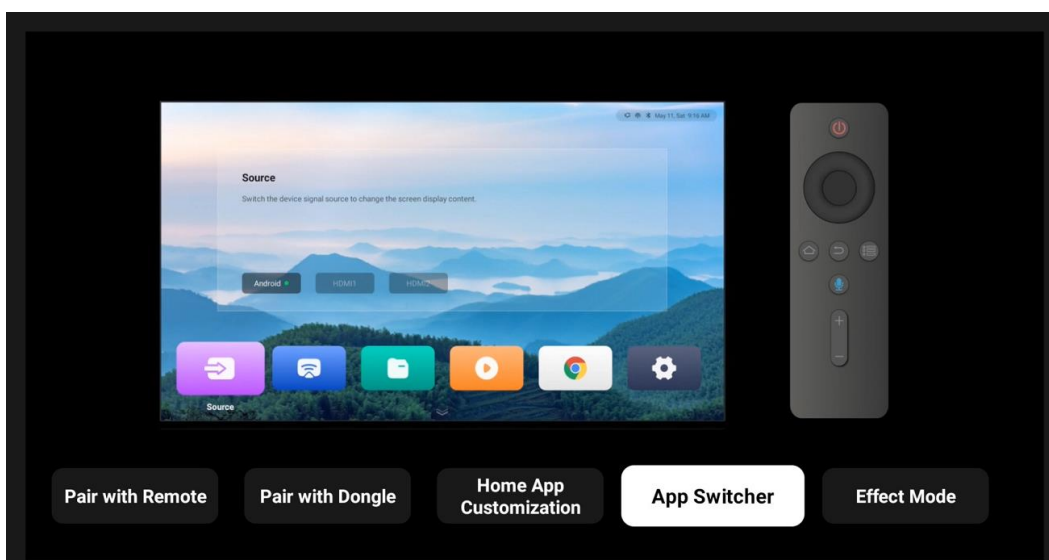 May 11, Sat 9:16 AM
Source
Switch the device signal source to change the screen display content.
Android
HDMI1
HDMI2
Source
Pair with Remote
Pair with Dongle
Home App
Customization
App Switcher
Effect Mode